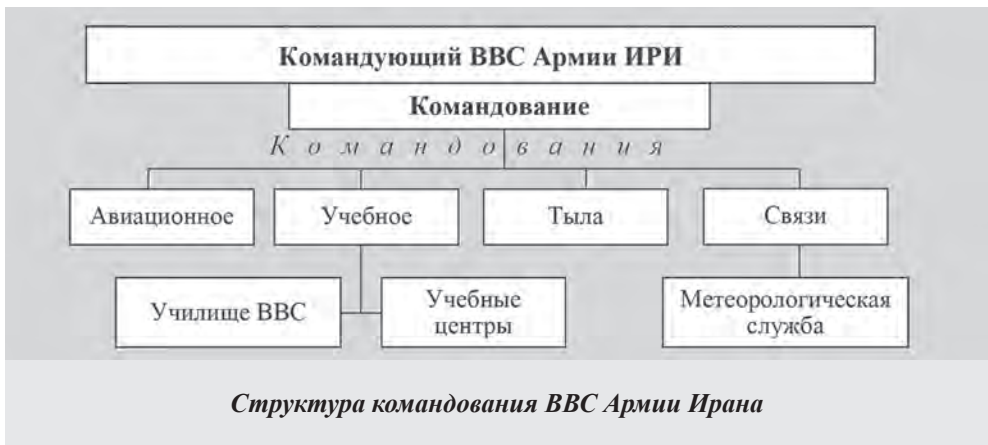 Командующий ВВС Армии ИРИ
Командование
Командования
Авиационное
Учебное
Тыла
Связи
Училище ВВС
Учебные
центры
Метеорологическая
служба
Структура командования ВВС Армии Ирана